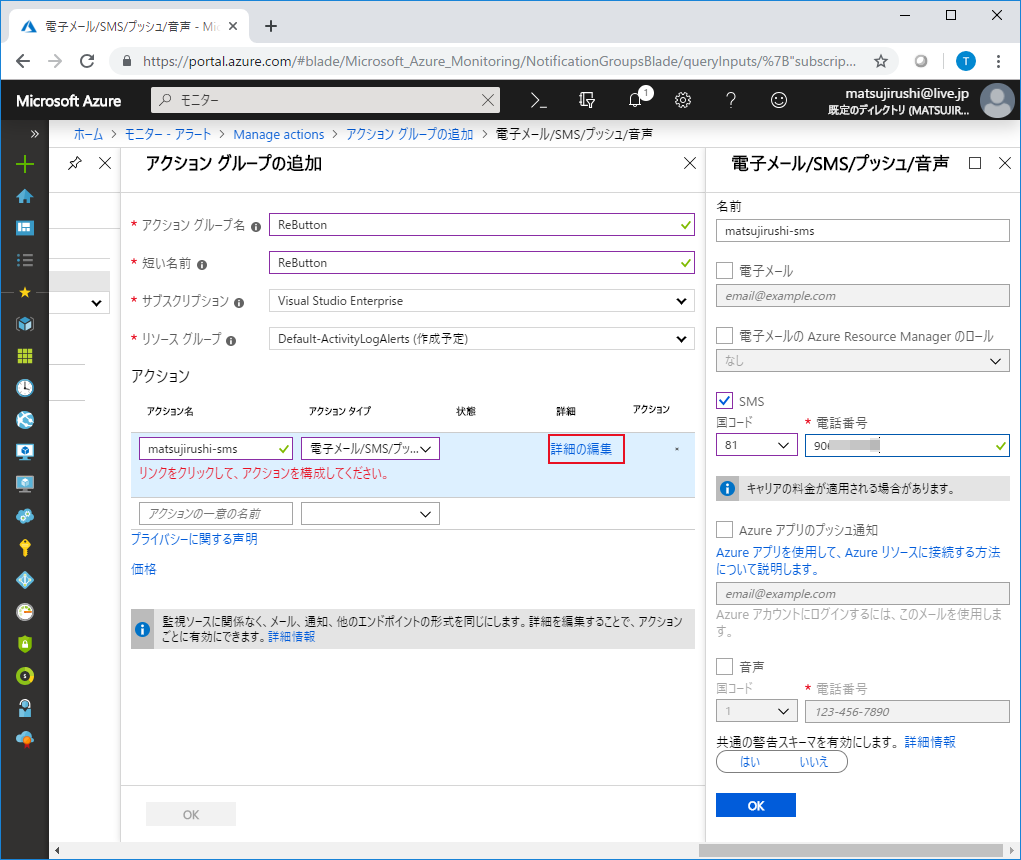 電子メール/SMS/プッシュ/音声 - Mic
https://portal.azure.com/#blade/Microsoft_Azure_Monitoring/NotificationGroupsBlade/queryInputs/%7B"subscrip...
T
Microsoft Azure
モニター
1
matsujirushi@live.jp
既定のディレクトリ (MATSUJIR...
ホーム > モニター - アラート > Manage actions > アクション グループの追加 > 電子メール/SMS/プッシュ/音声
アクション グループの追加
* アクション グループ名
ReButton
* 短い名前
ReButton
* サブスクリプション
Visual Studio Enterprise
* リソース グループ
Default-ActivityLogAlerts (作成予定)
アクション
アクション名 アクション タイプ 状態 詳細 アクション
matsujirushi-sms 電子メール/SMS/プッ... 詳細の編集
リンクをクリックして、アクションを構成してください。
アクションの一意の名前
プライバシーに関する声明
価格
監視ソースに関係なく、メール、通知、他のエンドポイントの形式を同じにします。詳細を編集することで、アクション
ごとに有効にできます。詳細情報
OK
電子メール/SMS/プッシュ/音声
名前
matsujirushi-sms
電子メール
email@example.com
電子メールの Azure Resource Manager のロール
なし
SMS
国コード * 電話番号
81 90
キャリアの料金が適用される場合があります。
Azure アプリのプッシュ通知
Azure アプリを使用して、Azure リソースに接続する方法
について説明します。
email@example.com
Azure アカウントにログインするには、このメールを使用しま
す。
音声
国コード * 電話番号
1 123-456-7890
共通の警告スキーマを有効にします。 詳細情報
はい いいえ
OK